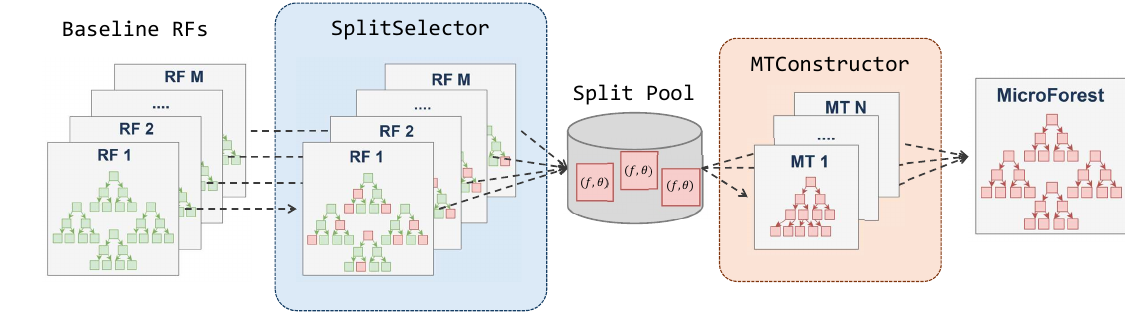 Baseline RFs
RF M
....
RF 2
RF 1
SplitSelector
RF M
....
RF 2
RF 1
Split Pool
(f, θ)
(f, θ)
(f, θ)
MTConstructor
MT N
....
MT 1
MicroForest